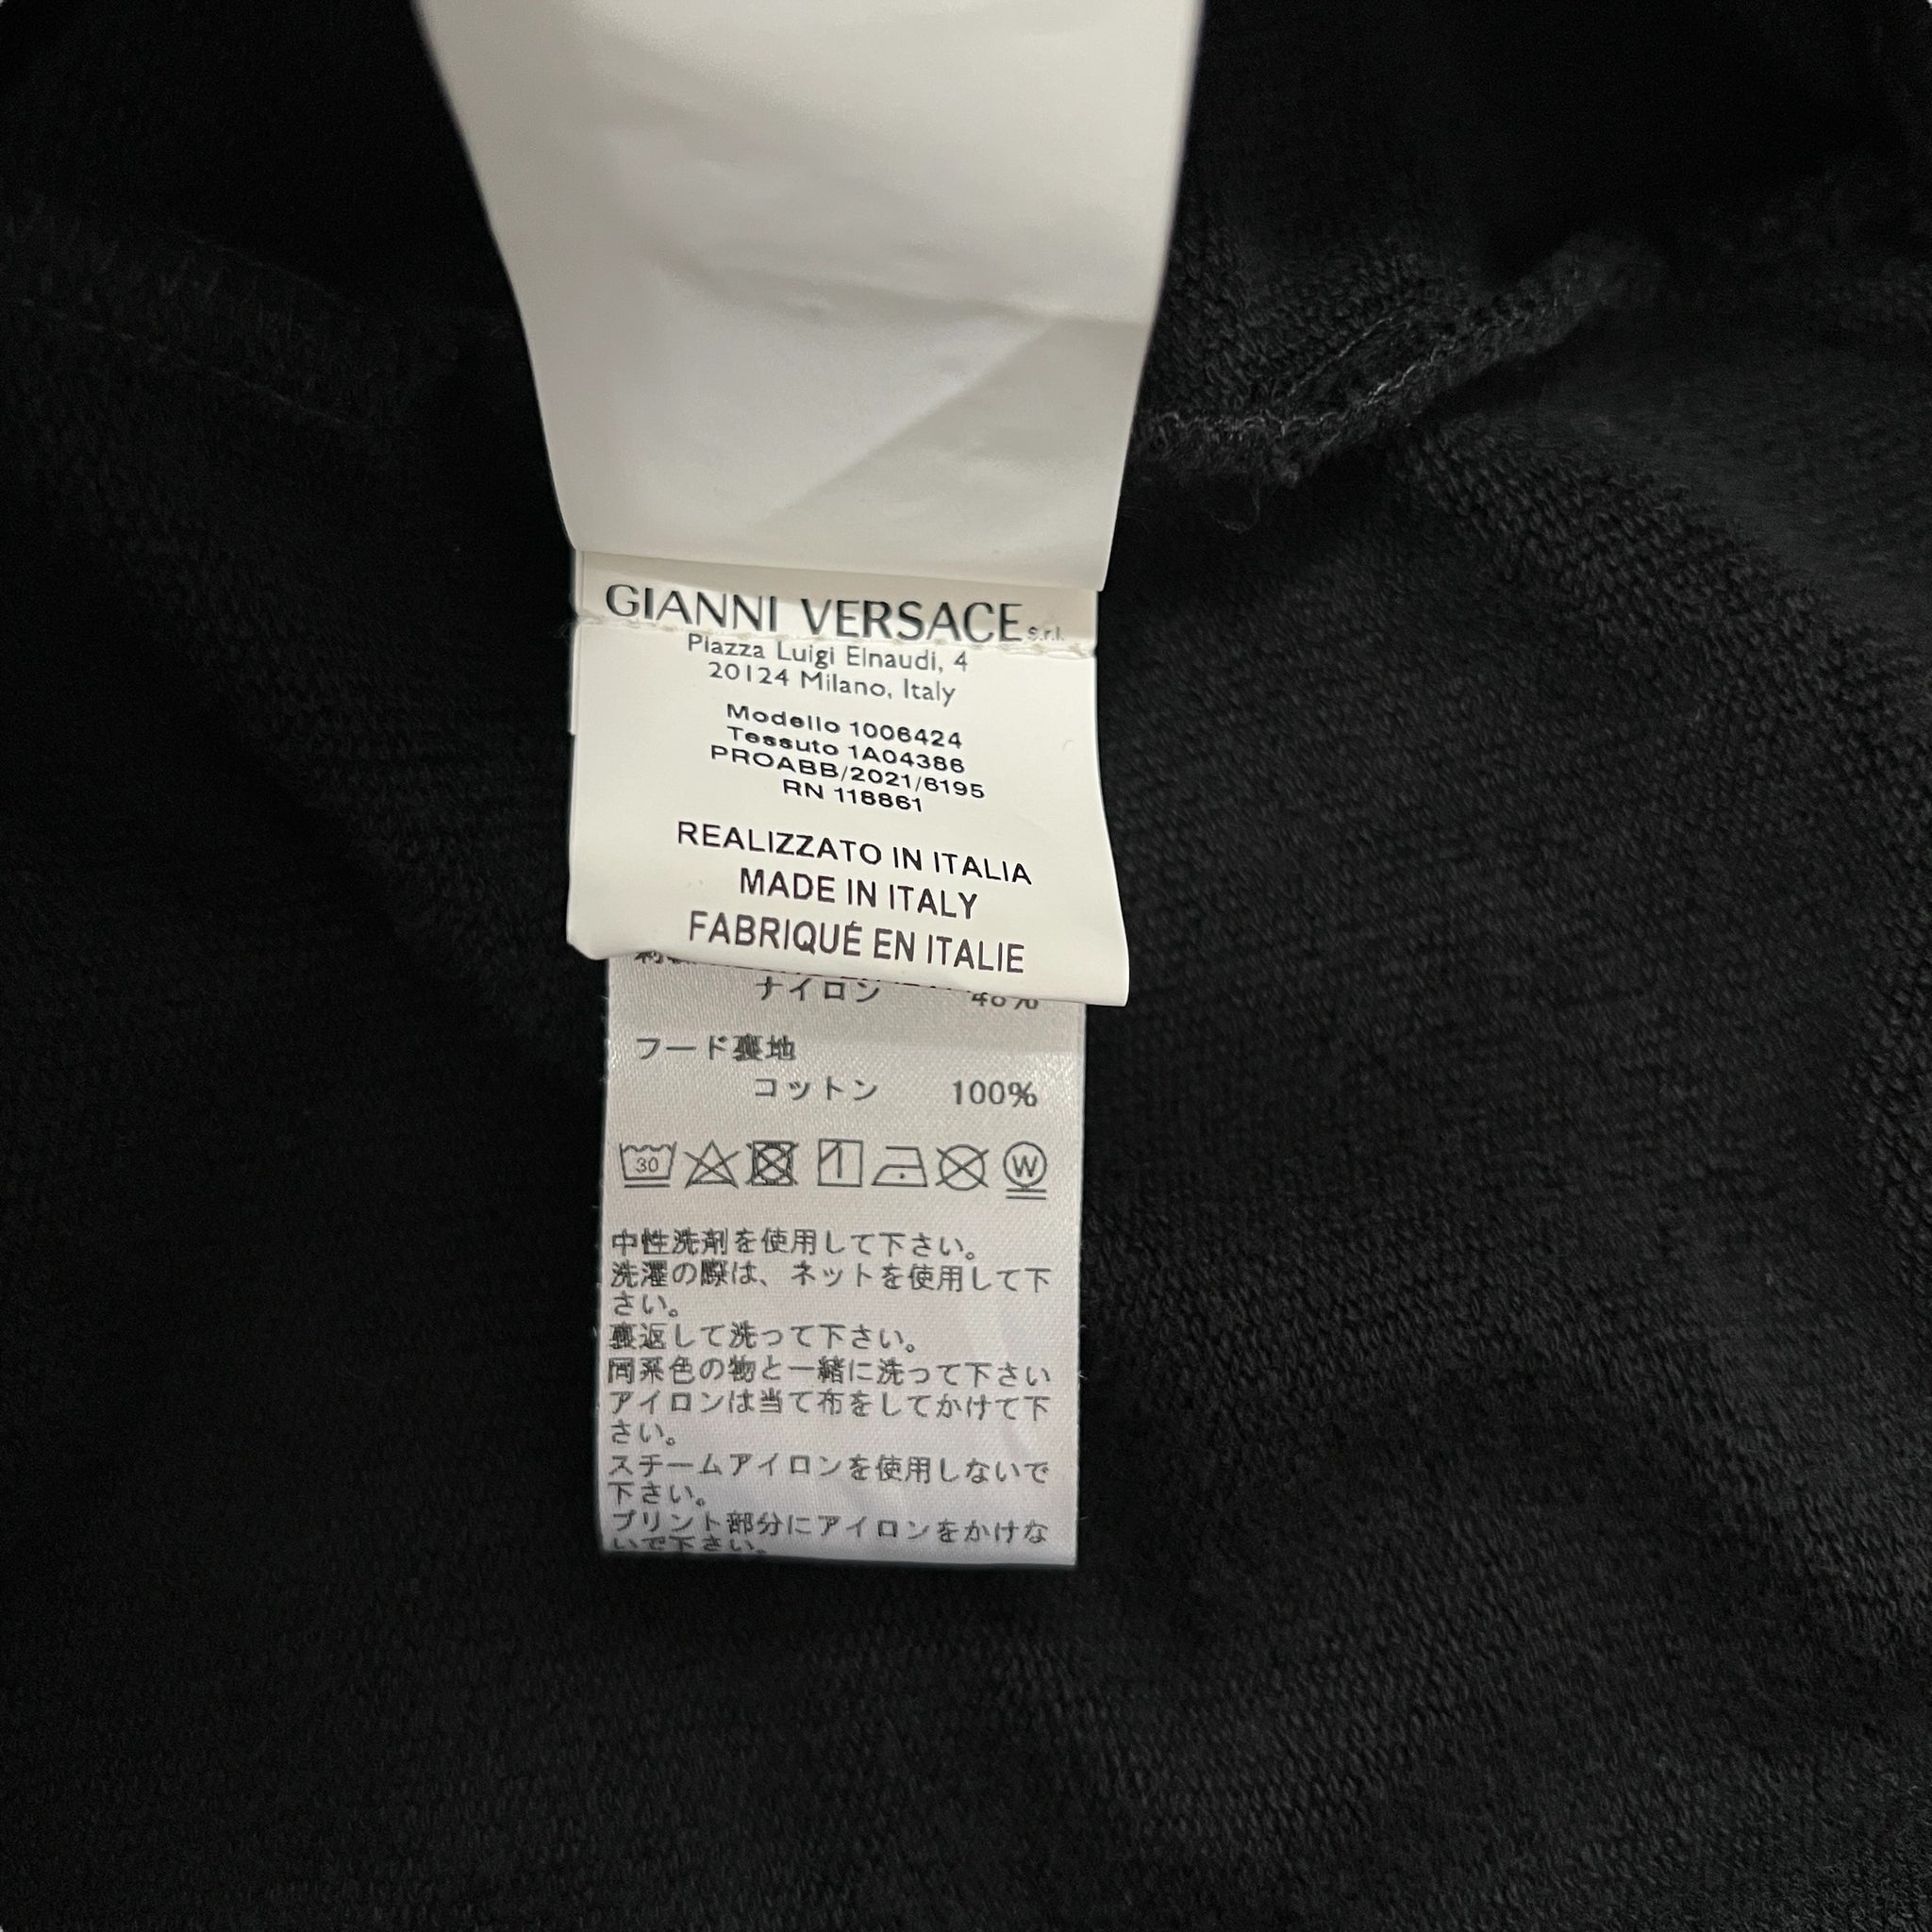 GIANNI VERSACE s.r.l.
Piazza Luigi Einaudi, 4
20124 Milano, Italy
Modello 1006424
Tessuto 1A04386
PROABB/2021/6195
RN 118861
REALIZZATO IN ITALIA
MADE IN ITALY
FABRIQUÉ EN ITALIE
ナイロン
フード裏地
コットン 100%
30 W
中性洗剤を使用して下さい。
洗濯の際は、ネットを使用して下
さい。
裏返して洗って下さい。
同系色の物と一緒に洗って下さい
アイロンは当て布をしてかけて下
さい。
スチームアイロンを使用しないで
下さい。
プリント部分にアイロンをかけな
いで下さい。